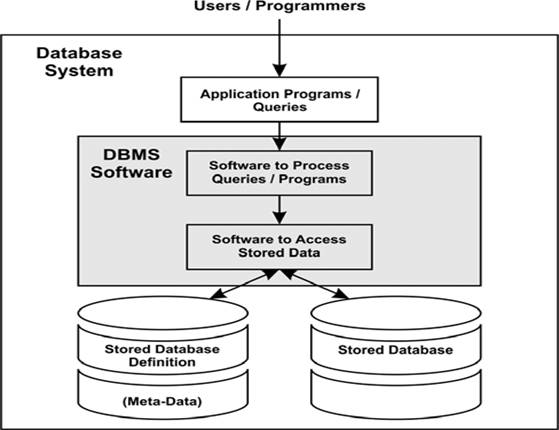 Users / Programmers
Database
System
Application Programs /
Queries
DBMS
Software
Software to Process
Queries / Programs
Software to Access
Stored Data
Stored Database
Definition
(Meta-Data)
Stored Database